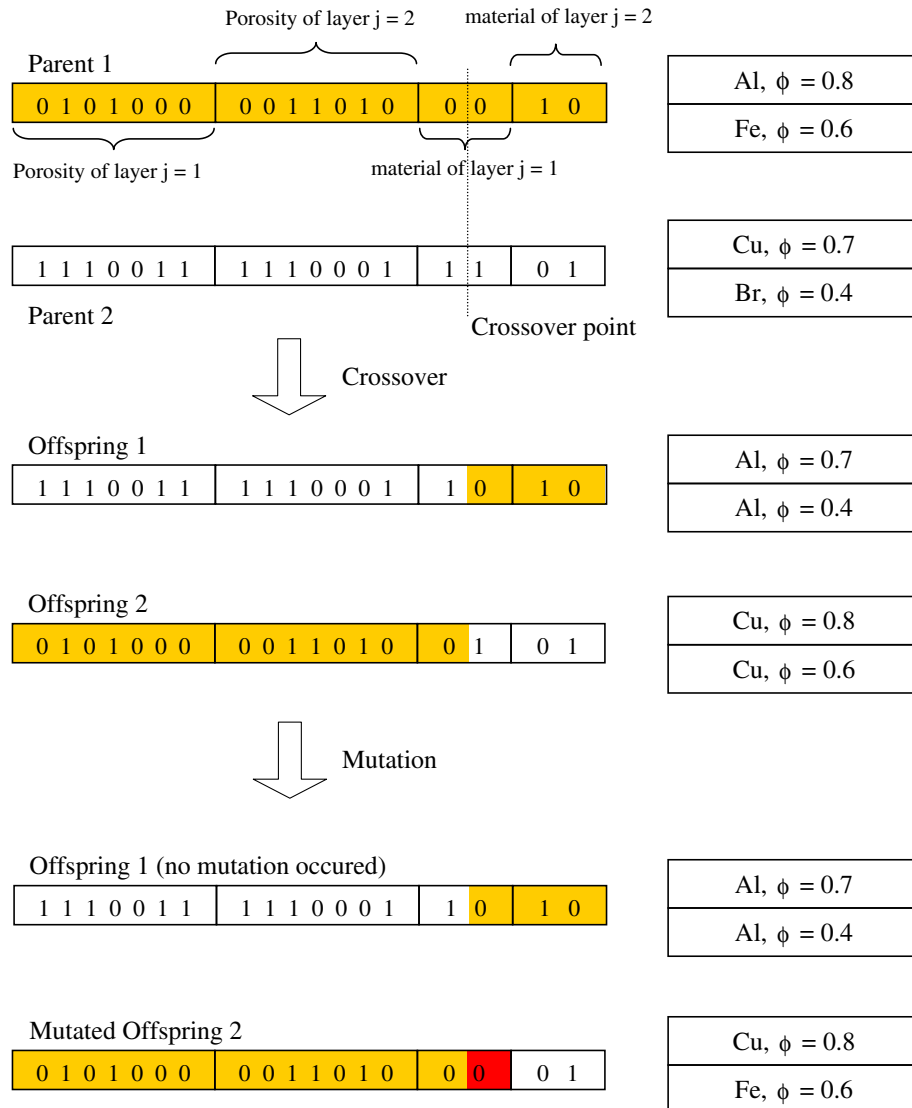 Porosity of layer j = 2
material of layer j = 2
Parent 1
0 1 0 1 0 0 0 0 0 1 1 0 1 0 0 0 1 0
Al, ϕ = 0.8
Fe, ϕ = 0.6
Porosity of layer j = 1
material of layer j = 1
1 1 1 0 0 1 1 1 1 1 0 0 0 1 1 1 0 1
Cu, ϕ = 0.7
Br, ϕ = 0.4
Parent 2
Crossover point
Crossover
Offspring 1
1 1 1 0 0 1 1 1 1 1 0 0 0 1 1 0 1 0
Al, ϕ = 0.7
Al, ϕ = 0.4
Offspring 2
0 1 0 1 0 0 0 0 0 1 1 0 1 0 0 1 0 1
Cu, ϕ = 0.8
Cu, ϕ = 0.6
Mutation
Offspring 1 (no mutation occured)
1 1 1 0 0 1 1 1 1 1 0 0 0 1 1 0 1 0
Al, ϕ = 0.7
Al, ϕ = 0.4
Mutated Offspring 2
0 1 0 1 0 0 0 0 0 1 1 0 1 0 0 0 0 1
Cu, ϕ = 0.8
Fe, ϕ = 0.6